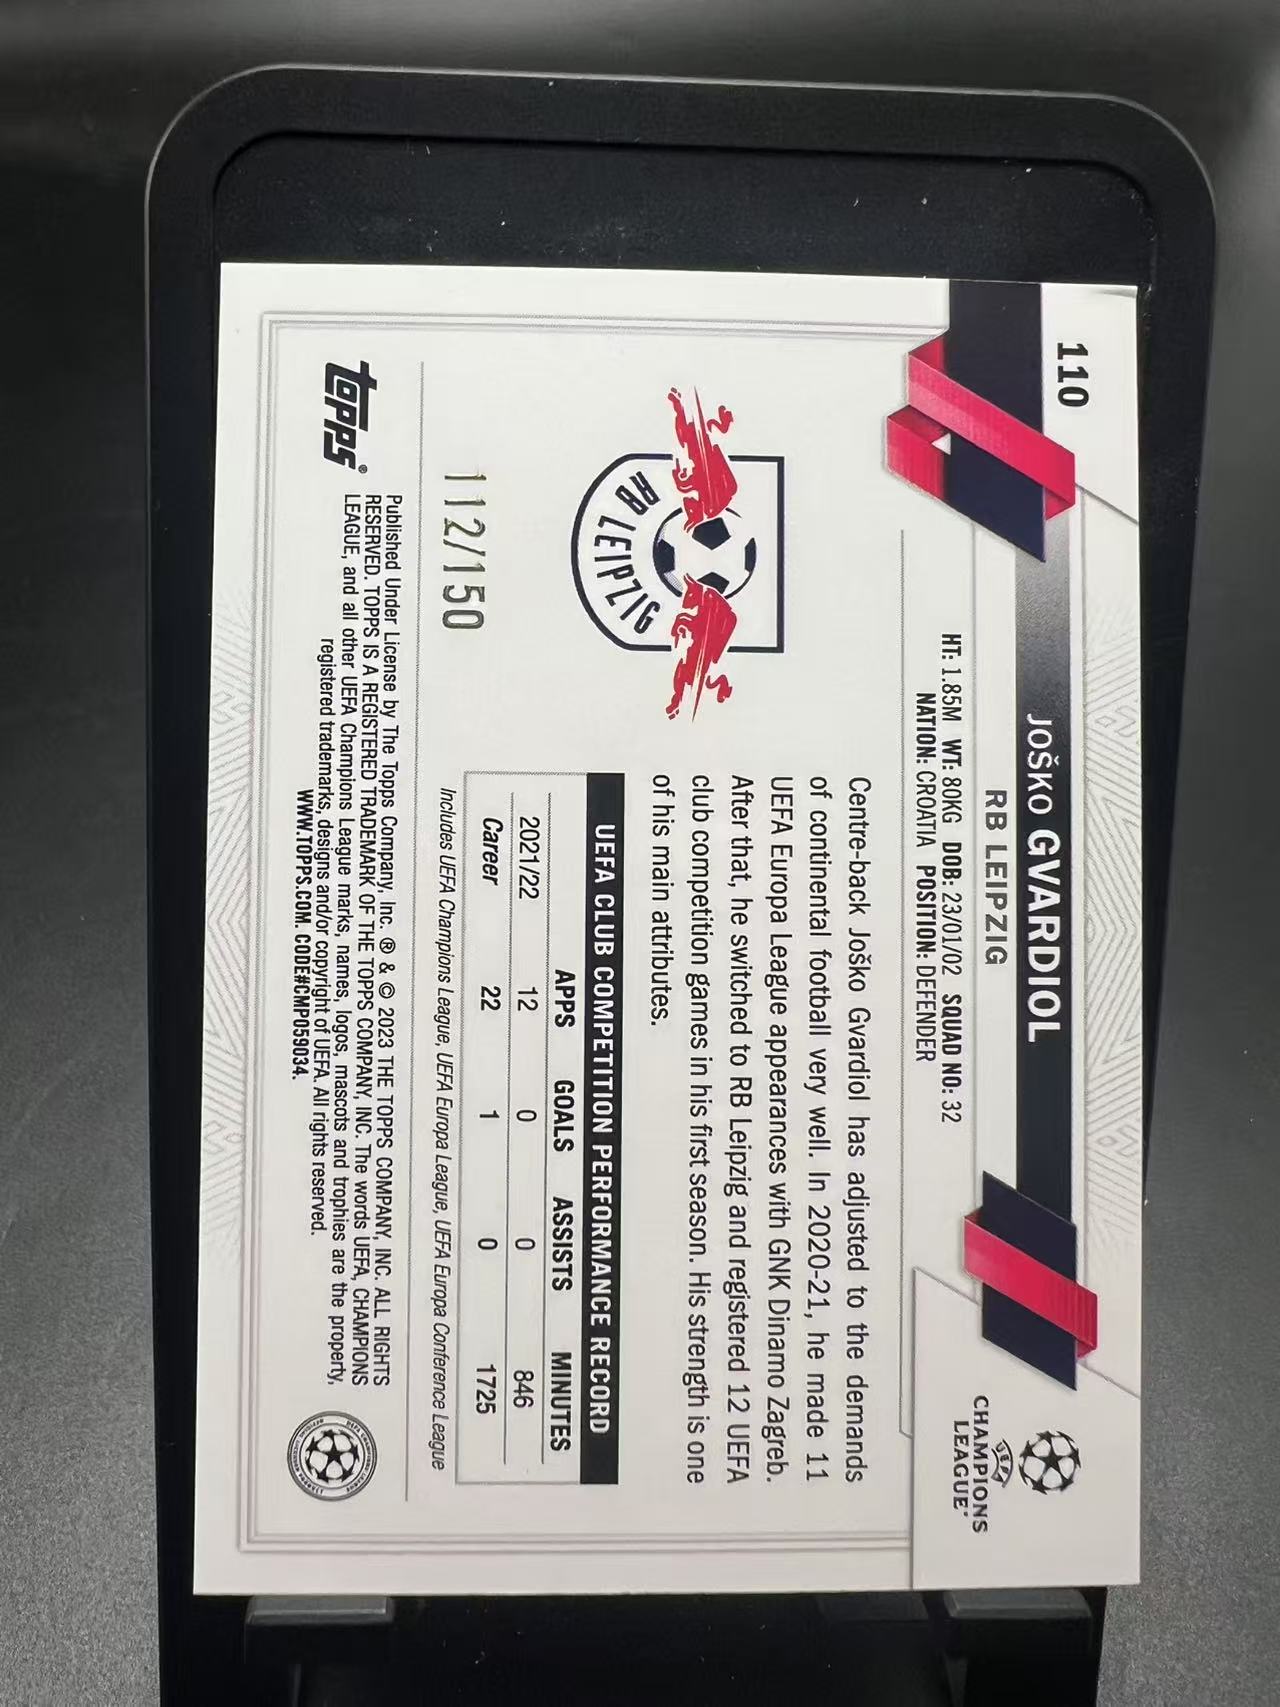 110
JOŠKO GVARDIOL
RB LEIPZIG
HT: 1.85M WT: 80KG DOB: 23/01/02 SQUAD NO: 32
NATION: CROATIA POSITION: DEFENDER
UEFA
CHAMPIONS
LEAGUE
RB LEIPZIG
Centre-back Joško Gvardiol has adjusted to the demands
of continental football very well. In 2020-21, he made 11
UEFA Europa League appearances with GNK Dinamo Zagreb.
After that, he switched to RB Leipzig and registered 12 UEFA
club competition games in his first season. His strength is one
of his main attributes.
UEFA CLUB COMPETITION PERFORMANCE RECORD
APPS GOALS ASSISTS MINUTES
2021/22 12 0 0 846
Career 22 1 0 1725
Includes UEFA Champions League, UEFA Europa League, UEFA Europa Conference League
112/150
topps®
Published Under License by The Topps Company, Inc. ® & © 2023 THE TOPPS COMPANY, INC. ALL RIGHTS
RESERVED. TOPPS IS A REGISTERED TRADEMARK OF THE TOPPS COMPANY, INC. The words UEFA, CHAMPIONS
LEAGUE, and all other UEFA Champions League marks, names, logos, mascots and trophies are the property,
registered trademarks, designs and/or copyright of UEFA. All rights reserved.
WWW.TOPPS.COM. CODE#CMP059034.